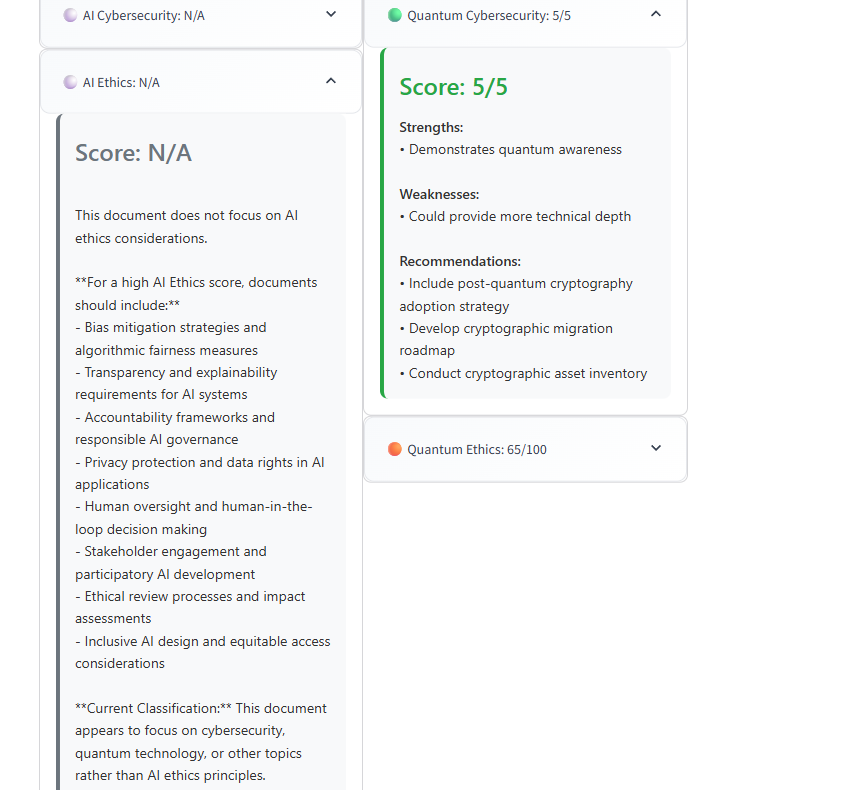 AI Cybersecurity: N/A
AI Ethics: N/A
Score: N/A
This document does not focus on AI
ethics considerations.
**For a high AI Ethics score, documents
should include:**
- Bias mitigation strategies and
algorithmic fairness measures
- Transparency and explainability
requirements for AI systems
- Accountability frameworks and
responsible AI governance
- Privacy protection and data rights in AI
applications
- Human oversight and human-in-the-
loop decision making
- Stakeholder engagement and
participatory AI development
- Ethical review processes and impact
assessments
- Inclusive AI design and equitable access
considerations
**Current Classification:** This document
appears to focus on cybersecurity,
quantum technology, or other topics
rather than AI ethics principles.
Quantum Cybersecurity: 5/5
Score: 5/5
Strengths:
• Demonstrates quantum awareness
Weaknesses:
• Could provide more technical depth
Recommendations:
• Include post-quantum cryptography
adoption strategy
• Develop cryptographic migration
roadmap
• Conduct cryptographic asset inventory
Quantum Ethics: 65/100